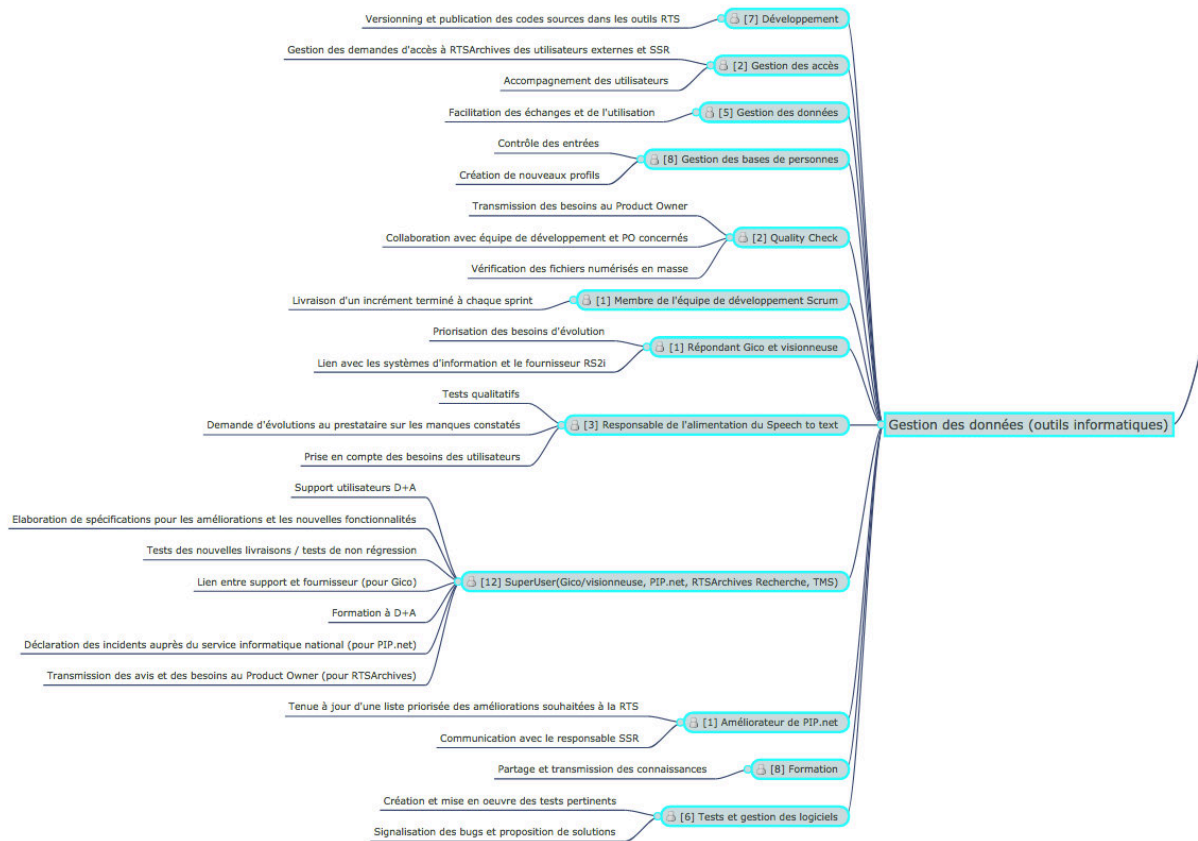 Versionning et publication des codes sources dans les outils RTS
[7] Développement
Gestion des demandes d'accès à RTSArchives des utilisateurs externes et SSR
[2] Gestion des accès
Accompagnement des utilisateurs
Facilitation des échanges et de l'utilisation
[5] Gestion des données
Contrôle des entrées
[8] Gestion des bases de personnes
Création de nouveaux profils
Transmission des besoins au Product Owner
Collaboration avec équipe de développement et PO concernés
[2] Quality Check
Vérification des fichiers numérisés en masse
Livraison d'un incrément terminé à chaque sprint
[1] Membre de l'équipe de développement Scrum
Priorisation des besoins d'évolution
[1] Répondant Gico et visionneuse
Lien avec les systèmes d'information et le fournisseur RS2i
Tests qualitatifs
Demande d'évolutions au prestataire sur les manques constatés
[3] Responsable de l'alimentation du Speech to text
Gestion des données (outils informatiques)
Prise en compte des besoins des utilisateurs
Support utilisateurs D+A
Elaboration de spécifications pour les améliorations et les nouvelles fonctionnalités
Tests des nouvelles livraisons / tests de non régression
Lien entre support et fournisseur (pour Gico)
[12] SuperUser(Gico/visionneuse, PIP.net, RTSArchives Recherche, TMS)
Formation à D+A
Déclaration des incidents auprès du service informatique national (pour PIP.net)
Transmission des avis et des besoins au Product Owner (pour RTSArchives)
Tenue à jour d'une liste priorisée des améliorations souhaitées à la RTS
[1] Améliorateur de PIP.net
Communication avec le responsable SSR
Partage et transmission des connaissances
[8] Formation
Création et mise en oeuvre des tests pertinents
[6] Tests et gestion des logiciels
Signalisation des bugs et proposition de solutions